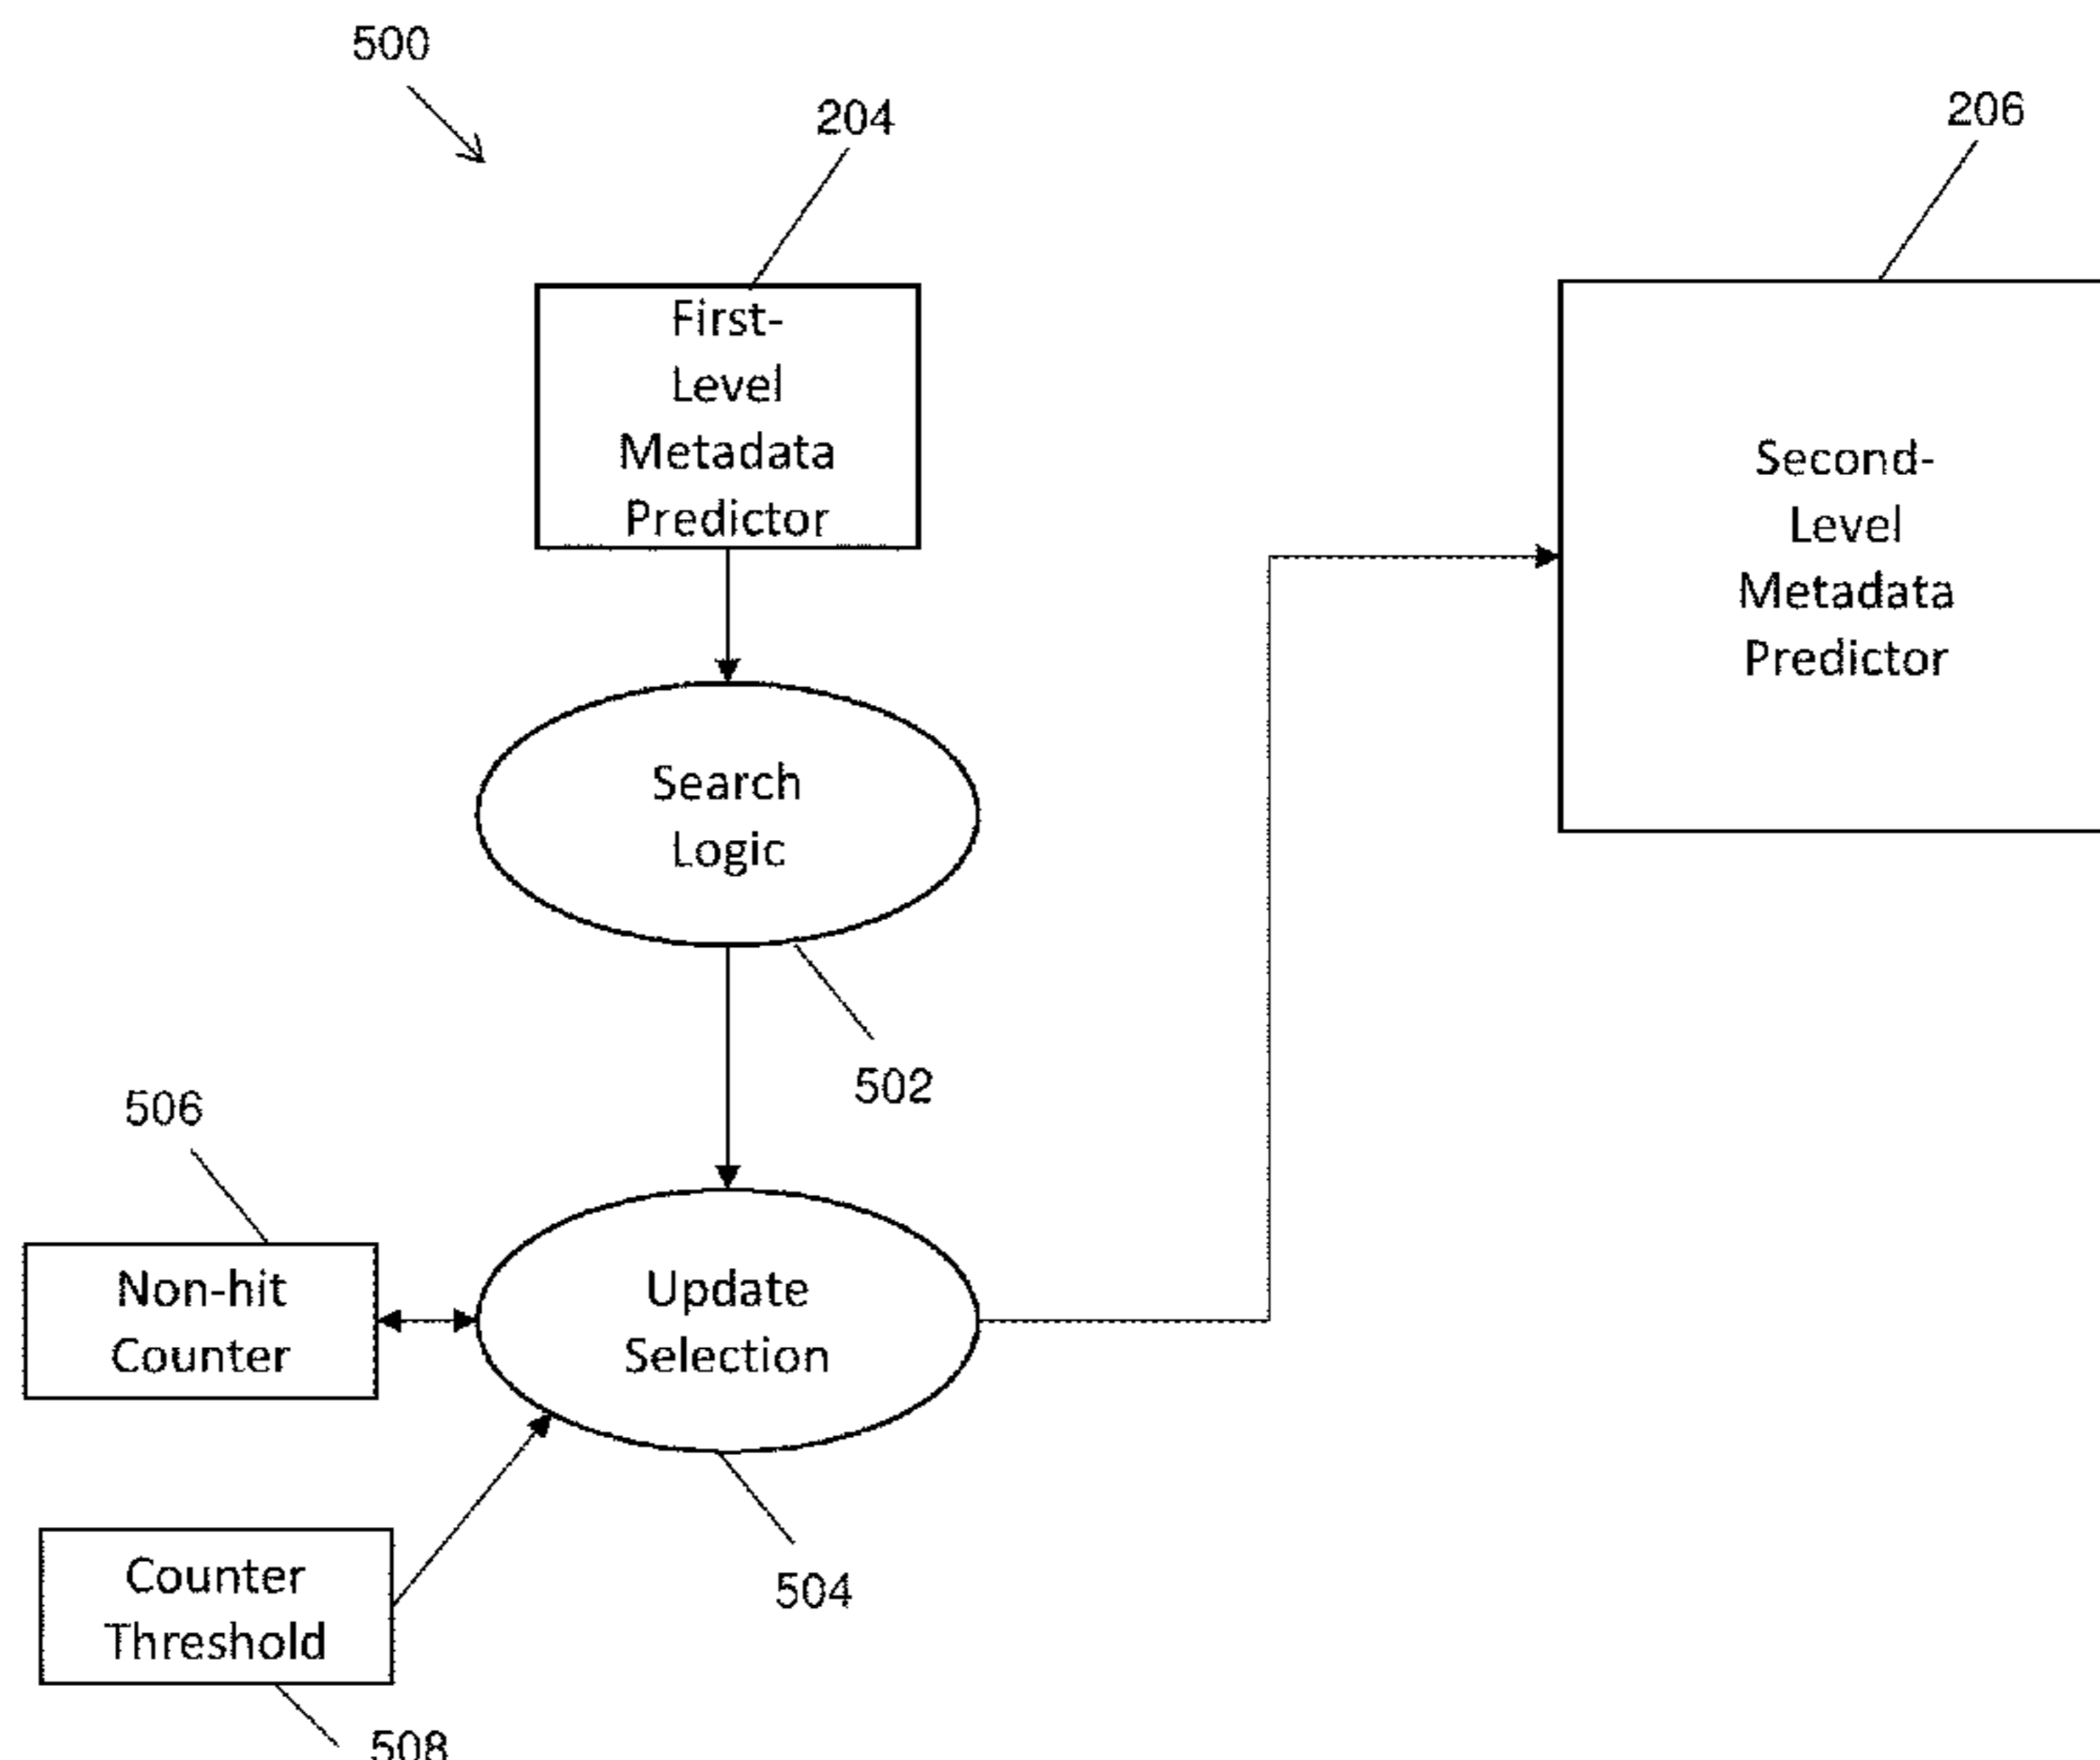 500
204
206
First-
Level
Metadata
Predictor
Second-
Level
Metadata
Predictor
Search
Logic
502
506
Non-hit
Counter
Update
Selection
Counter
Threshold
504
508